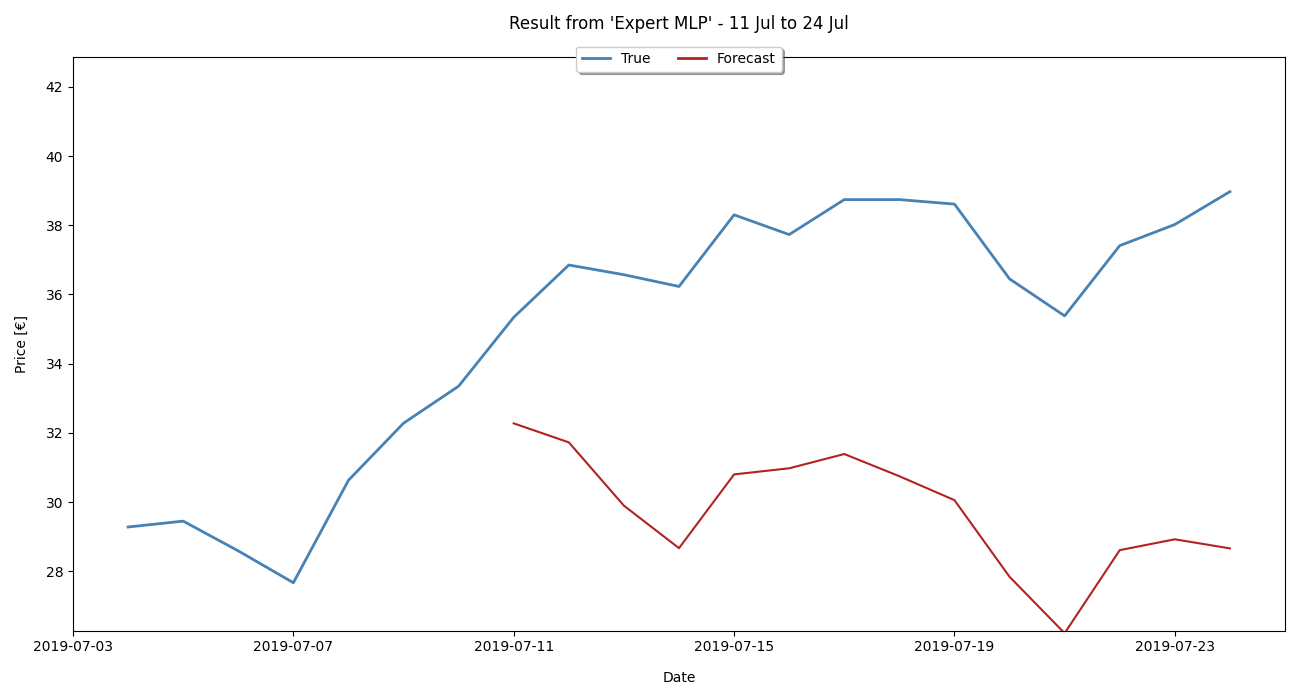 Result from 'Expert MLP' - 11 Jul to 24 Jul
True Forecast
42
40
38
36
34
32
30
28
Price [€]
2019-07-03 2019-07-07 2019-07-11 2019-07-15 2019-07-19 2019-07-23
Date